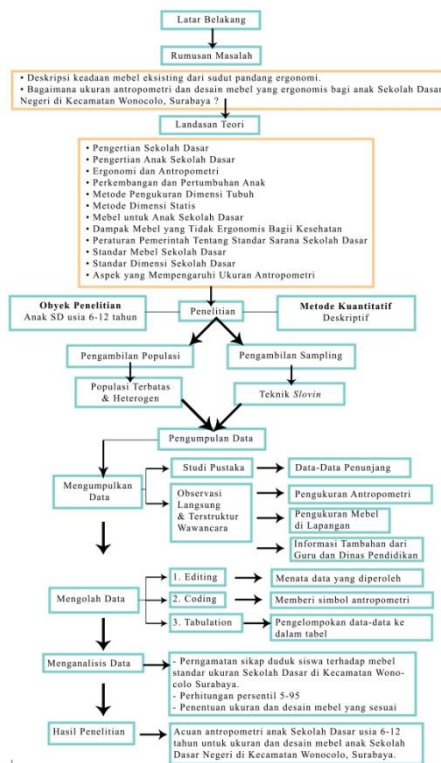 Latar Belakang
Rumusan Masalah
• Deskripsi keadaan mebel eksisting dari sudut pandang ergonomi.
• Bagaimana ukuran antropometri dan desain mebel yang ergonomis bagi anak Sekolah Dasar
Negeri di Kecamatan Wonocolo, Surabaya ?
Landasan Teori
• Pengertian Sekolah Dasar
• Pengertian Anak Sekolah Dasar
• Ergonomi dan Antropometri
• Perkembangan dan Pertumbuhan Anak
• Metode Pengukuran Dimensi Tubuh
• Metode Dimensi Statis
• Mebel untuk Anak Sekolah Dasar
• Dampak Mebel yang Tidak Ergonomis Bagii Kesehatan
• Peraturan Pemerintah Tentang Standar Sarana Sekolah Dasar
• Standar Mebel Sekolah Dasar
• Standar Dimensi Sekolah Dasar
• Aspek yang Mempengaruhi Ukuran Antropometri
Obyek Penelitian
Anak SD usia 6-12 tahun
Penelitian
Metode Kuantitatif
Deskriptif
Pengambilan Populasi
Pengambilan Sampling
Populasi Terbatas
& Heterogen
Teknik Slovin
Pengumpulan Data
Mengumpulkan
Data
Studi Pustaka
Data-Data Penunjang
Observasi
Langsung
& Terstruktur
Wawancara
Pengukuran Antropometri
Pengukuran Mebel
di Lapangan
Informasi Tambahan dari
Guru dan Dinas Pendidikan
Mengolah Data
1. Editing
Menata data yang diperoleh
2. Coding
Memberi simbol antropometri
3. Tabulation
Pengelompokan data-data ke
dalam tabel
Menganalisis Data
- Perngamatan sikap duduk siswa terhadap mebel
standar ukuran Sekolah Dasar di Kecamatan Wono-
colo Surabaya.
- Perhitungan persentil 5-95
- Penentuan ukuran dan desain mebel yang sesuai
Hasil Penelitian
Acuan antropometri anak Sekolah Dasar usia 6-12
tahun untuk ukuran dan desain mebel anak Sekolah
Dasar Negeri di Kecamatan Wonocolo, Surabaya.